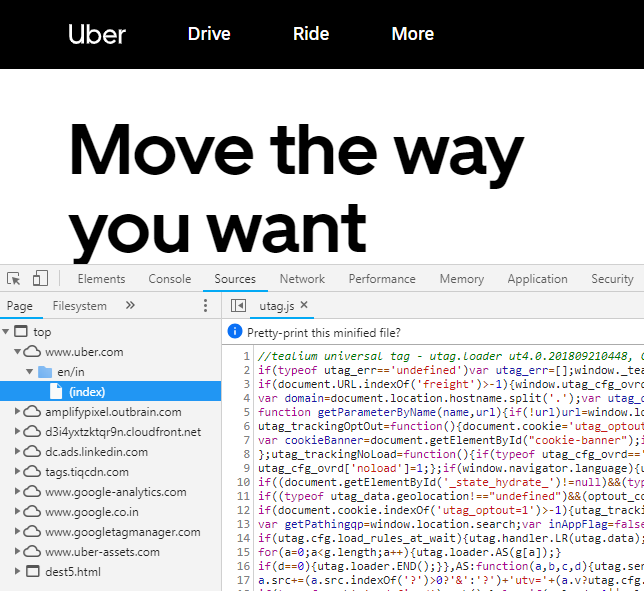 Uber Drive Ride More
Move the way
you want
Elements Console Sources Network Performance Memory Application Security
Page Filesystem » utag.js ×
Pretty-print this minified file?
top
www.uber.com
en/in
(index)
amplifypixel.outbrain.com
d3i4yxtzktqr9n.cloudfront.net
dc.ads.linkedin.com
tags.tiqcdn.com
www.google-analytics.com
www.google.co.in
www.googletagmanager.com
www.uber-assets.com
dest5.html
1 //tealium universal tag - utag.loader ut4.0.201809210448,
2 if(typeof utag_err=='undefined')var utag_err=[];window._tea
3 if(document.URL.indexOf('freight')>-1){window.utag_cfg_ovrd
4 var domain=document.location.hostname.split('.');var utag_c
5 function getParameterByName(name,url){if(!url)url=window.lo
6 utag_trackingOptOut=function(){document.cookie='utag_optout
7 var cookieBanner=document.getElementById("cookie-banner");i
8 };utag_trackingNoLoad=function(){if(typeof utag_cfg_ovrd=='
9 utag_cfg_ovrd['noload']=1;};if(window.navigator.language){u
10 if((document.getElementById('_state_hydrate_')!=null)&&(typ
11 if((typeof utag_data.geolocation!=="undefined")&&(optout_co
12 if(document.cookie.indexOf('utag_optout=1')>-1){utag_tracki
13 var getPathingqp=window.location.search;var inAppFlag=false
14 if(utag.cfg.load_rules_at_wait){utag.handler.LR(utag.data);
15 for(a=0;a<g.length;a++){utag.loader.AS(g[a]);}
16 if(d==0){utag.loader.END();}},AS:function(a,b,c,d){utag.sen
17 a.src+=(a.src.indexOf('?')>0?'&':'?')+'utv='+(a.v?utag.cfg.